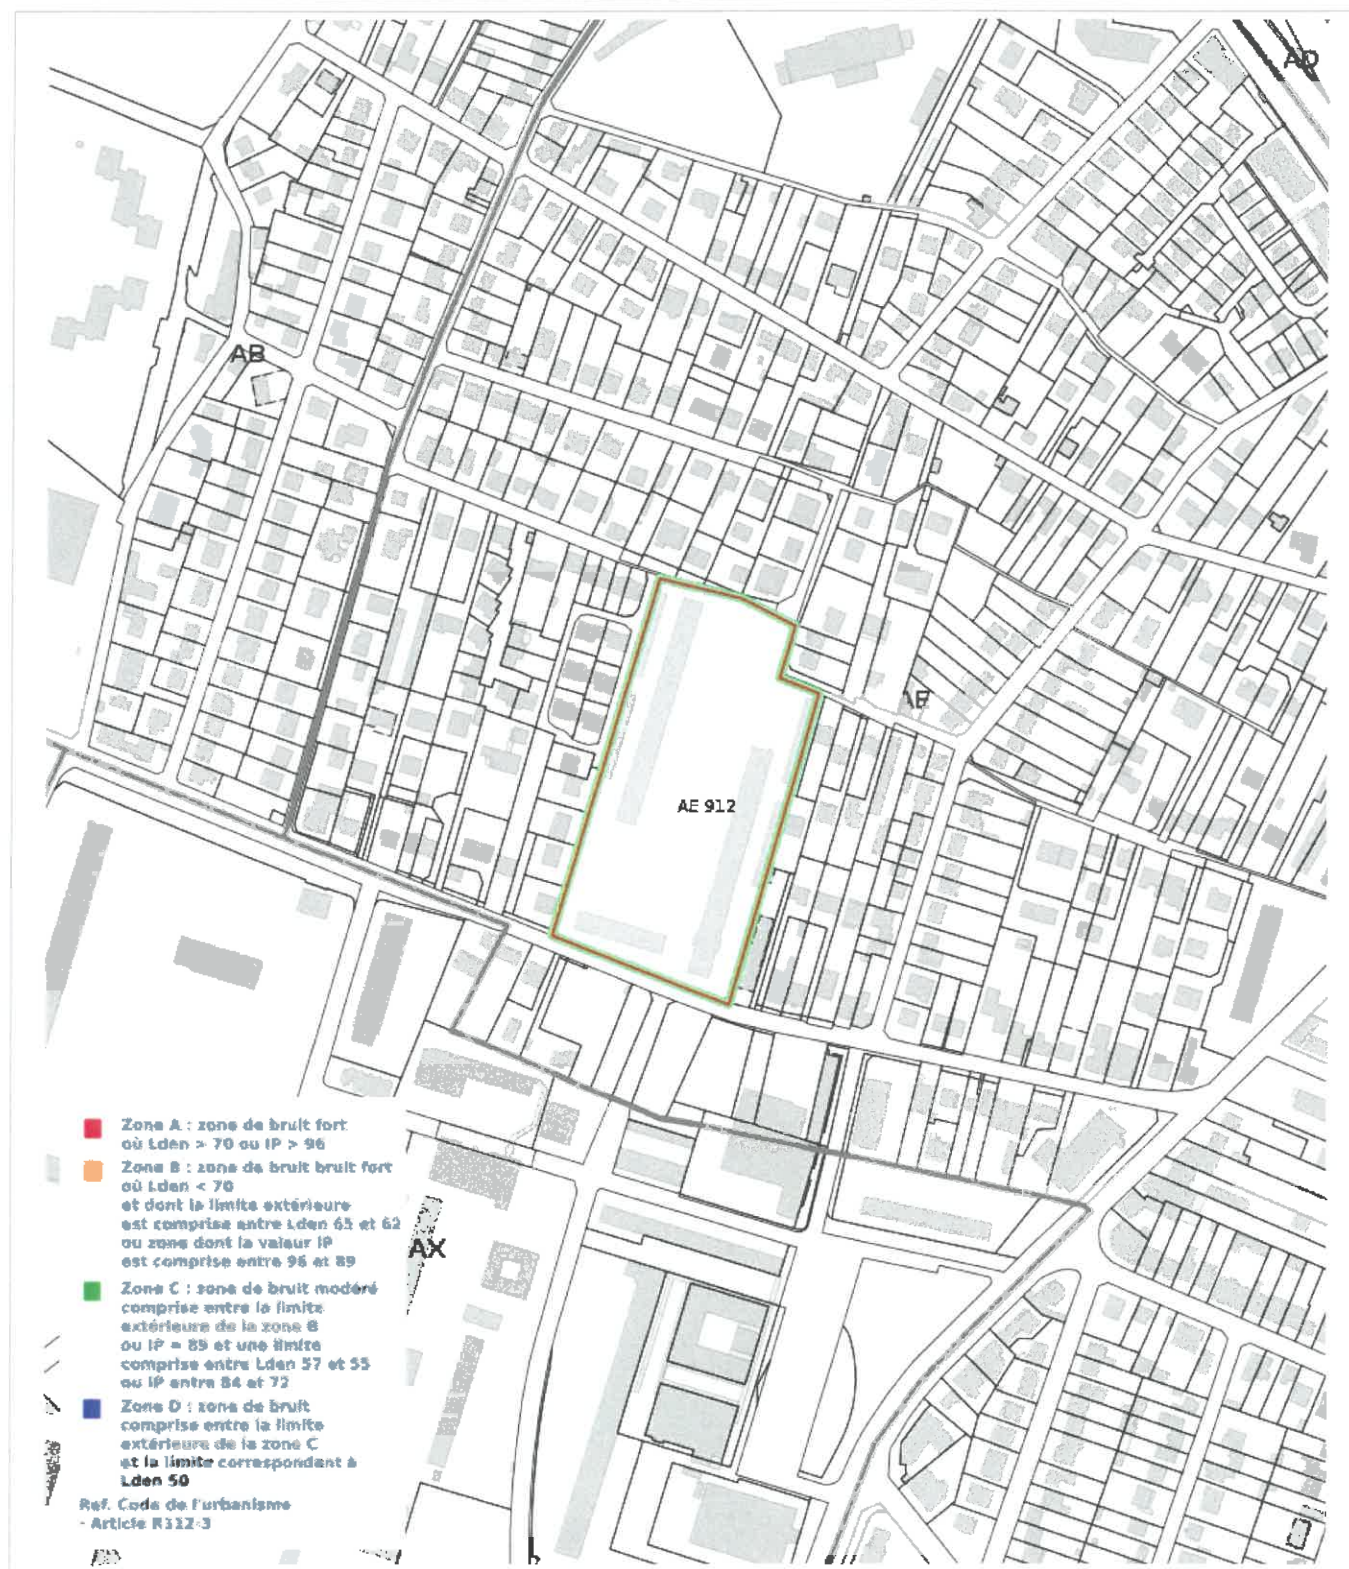 AD
AB
AE
AE 912
AX
Zone A : zone de bruit fort
où Lden > 70 ou IP > 96
Zone B : zone de bruit bruit fort
où Lden < 70
et dont la limite extérieure
est comprise entre Lden 65 et 62
ou zone dont la valeur IP
est comprise entre 96 et 89
Zone C : zone de bruit modéré
comprise entre la limite
extérieure de la zone B
ou IP = 89 et une limite
comprise entre Lden 57 et 55
ou IP entre 84 et 72
Zone D : zone de bruit
comprise entre la limite
extérieure de la zone C
et la limite correspondant à
Lden 50
Ref. Code de l'urbanisme
- Article R112-3